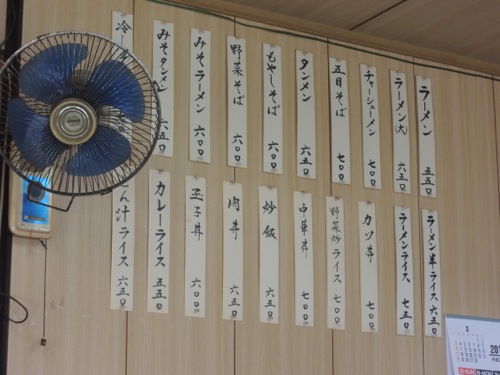 ラーメン 五五〇
ラーメン(大) 六五〇
チャーシューメン 七〇〇
五目そば 七〇〇
タンメン 六五〇
もやしそば 六〇〇
野菜そば 六〇〇
みそラーメン 六〇〇
みそタンメン 六五〇
冷し
ラーメン半ライス 六五〇
ラーメンライス 七五〇
カツ丼 七〇〇
野菜炒ライス 七〇〇
中華丼 七〇〇
炒飯 六五〇
肉丼 六五〇
玉子丼 六〇〇
カレーライス 五五〇
ん汁ライス 六五〇
2
201